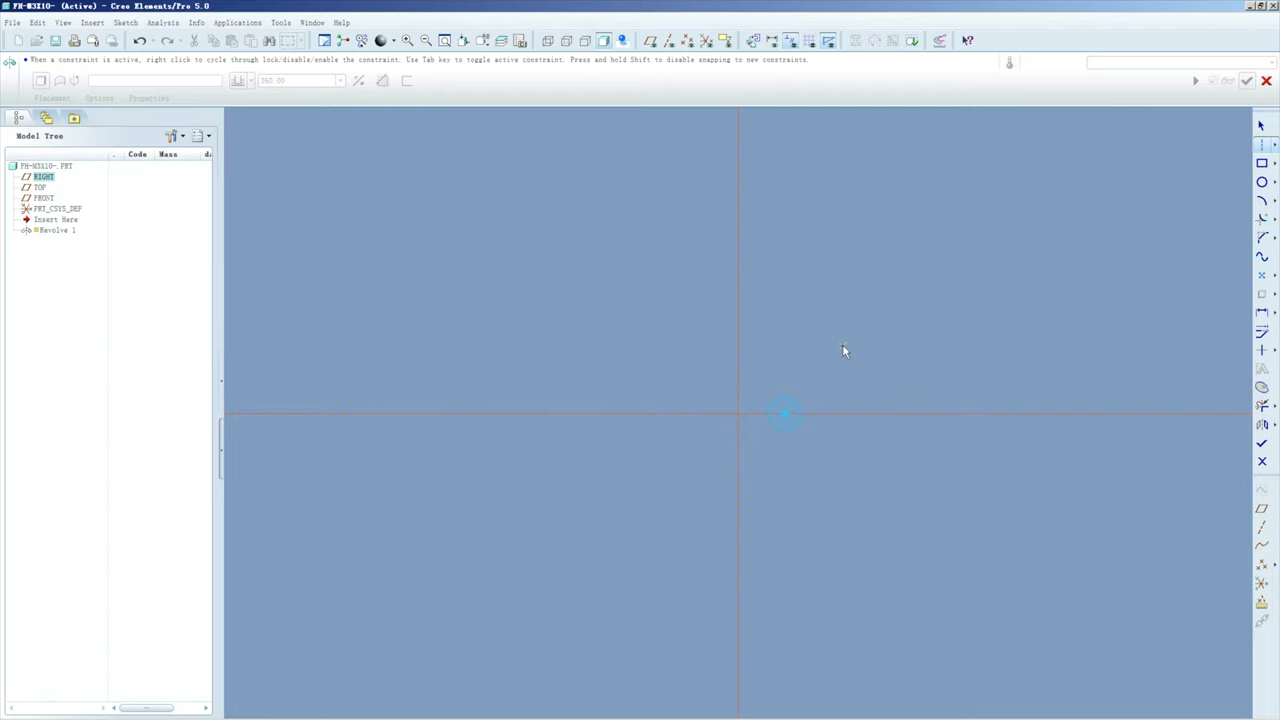 FH-M3X10- (Active) - Creo Elements/Pro 5.0
File Edit View Insert Sketch Analysis Info Applications Tools Window Help
When a constraint is active, right click to cycle through lock/disable/enable the constraint. Use Tab key to toggle active constraint. Press and hold Shift to disable snapping to new constraints.
360.00
Placement Options Properties
Model Tree
Code Mass
FH-M3X10-.PRT
RIGHT
TOP
FRONT
PRT_CSYS_DEF
Insert Here
Revolve 1